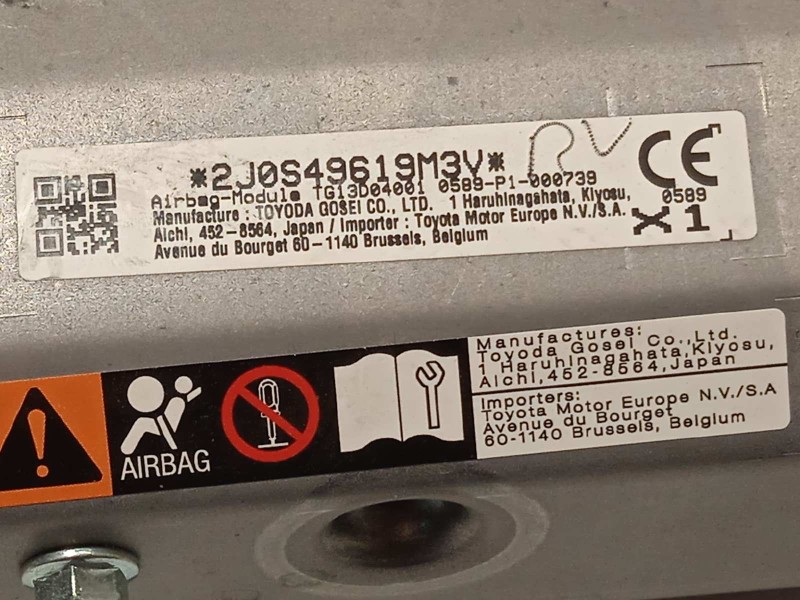 *2J0S49619M3V*
Airbag-Module TG13D04001 0589-P1-000739
Manufacture : TOYODA GOSEI CO., LTD. 1 Haruhinagahata, Kiyosu,
Aichi, 452-8564, Japan / Importer : Toyota Motor Europe N.V./S.A.
Avenue du Bourget 60-1140 Brussels, Belgium
RV
CE
0589
X1
AIRBAG
Manufactures:
Toyoda Gosei Co.,Ltd.
1 Haruhinagahata,Kiyosu,
Aichi,452-8564,Japan
Importers:
Toyota Motor Europe N.V./S.A
Avenue du Bourget
60-1140 Brussels, Belgium